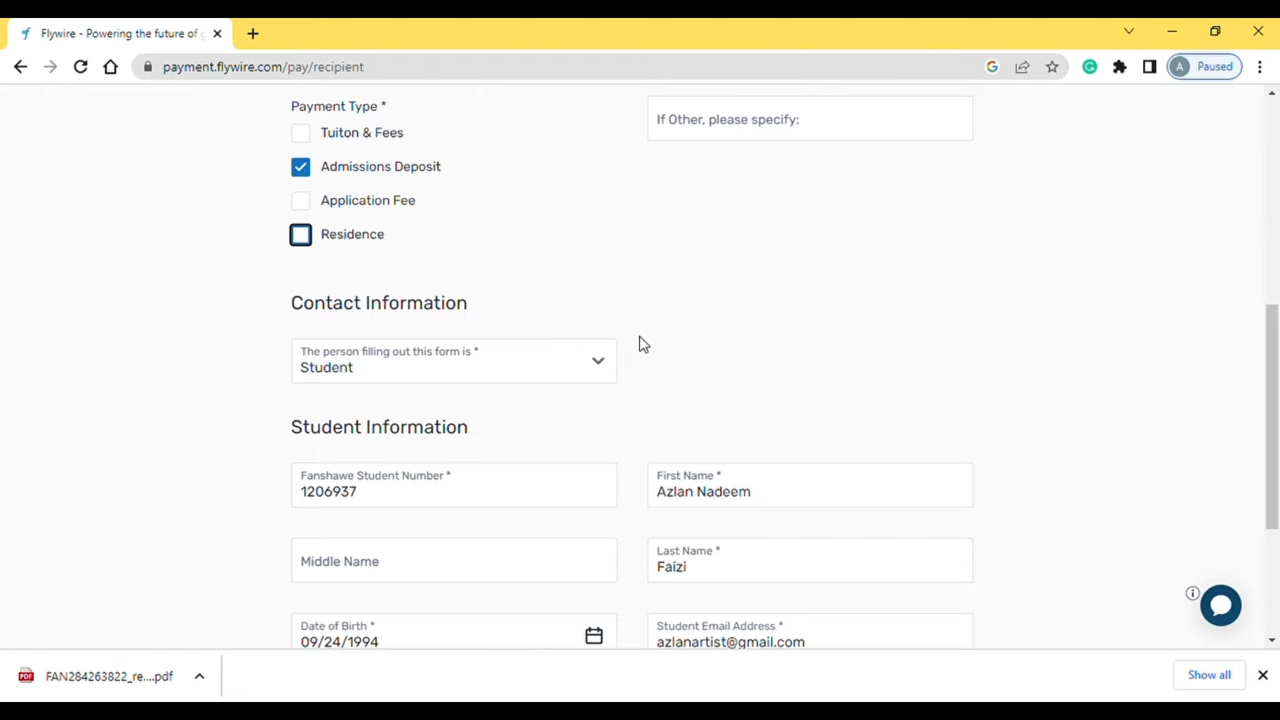 Flywire - Powering the future of g
payment.flywire.com/pay/recipient
A Paused
Payment Type *
Tuiton & Fees
If Other, please specify:
Admissions Deposit
Application Fee
Residence
Contact Information
The person filling out this form is *
Student
Student Information
Fanshawe Student Number *
1206937
First Name *
Azlan Nadeem
Middle Name
Last Name *
Faizi
Date of Birth *
09/24/1994
Student Email Address *
azlanartist@gmail.com
PDF
FAN284263822_re....pdf
Show all